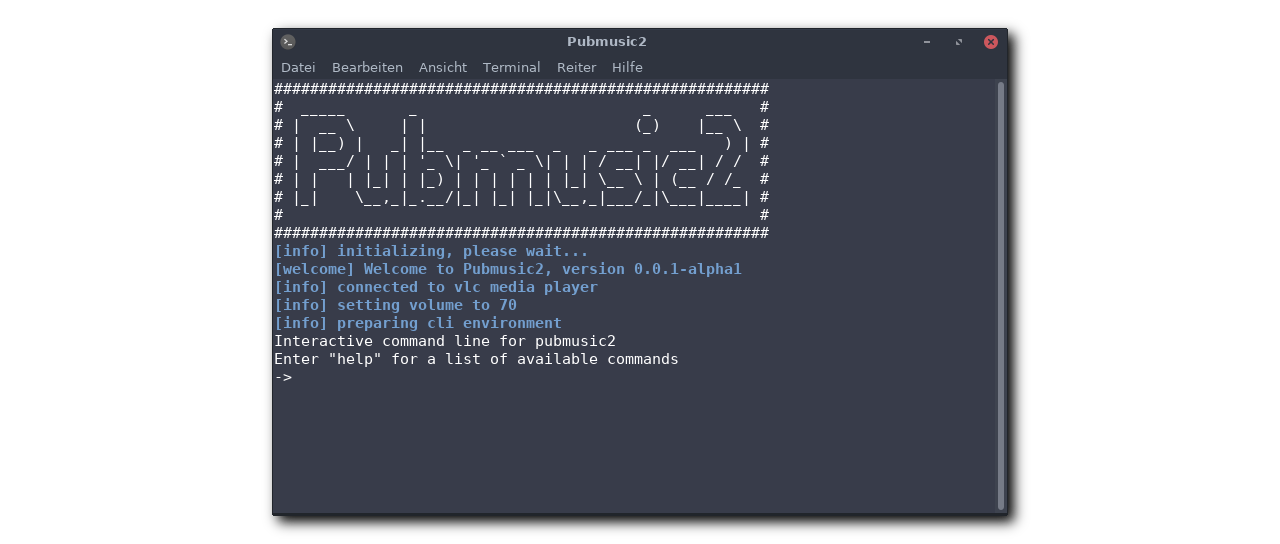 Pubmusic2
Datei Bearbeiten Ansicht Terminal Reiter Hilfe
#######################################################
#  _____       _                         _      ___   #
# |  __ \     | |                       (_)    |__ \  #
# | |__) |   _| |__  _ __ ___  _   _ ___ _  ___   ) | #
# |  ___/ | | | '_ \| '_ ` _ \| | | / __| |/ __| / /  #
# | |   | |_| | |_) | | | | | | |_| \__ \ | (__ / /_  #
# |_|    \__,_|_.__/|_| |_| |_|\__,_|___/_|\___|____| #
#                                                     #
#######################################################
[info] initializing, please wait...
[welcome] Welcome to Pubmusic2, version 0.0.1-alpha1
[info] connected to vlc media player
[info] setting volume to 70
[info] preparing cli environment
Interactive command line for pubmusic2
Enter "help" for a list of available commands
->